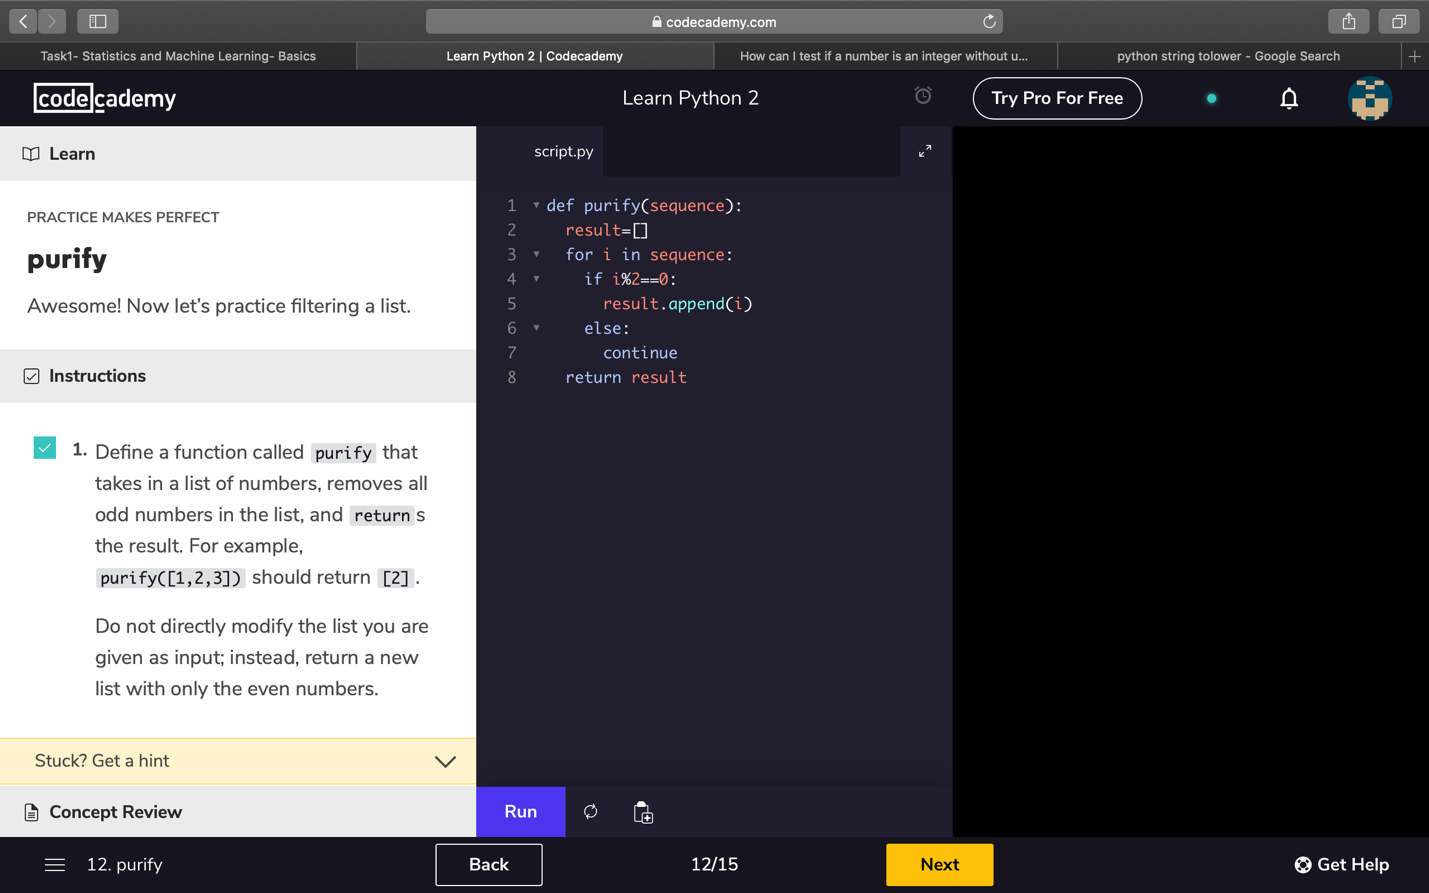 codecademy.com
Task1- Statistics and Machine Learning- Basics
Learn Python 2 | Codecademy
How can I test if a number is an integer without u...
python string tolower - Google Search
codecademy
Learn Python 2
Try Pro For Free
Learn
script.py
PRACTICE MAKES PERFECT
purify
Awesome! Now let’s practice filtering a list.
Instructions
1. Define a function called purify that
takes in a list of numbers, removes all
odd numbers in the list, and returns
the result. For example,
purify([1,2,3]) should return [2].
Do not directly modify the list you are
given as input; instead, return a new
list with only the even numbers.
Stuck? Get a hint
Concept Review
1 def purify(sequence):
2 result=[]
3 for i in sequence:
4 if i%2==0:
5 result.append(i)
6 else:
7 continue
8 return result
Run
12. purify
Back
12/15
Next
Get Help